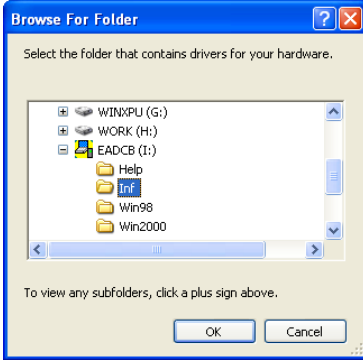 Browse For Folder
Select the folder that contains drivers for your hardware.
WINXPU (G:)
WORK (H:)
EADCB (I:)
Help
Inf
Win98
Win2000
To view any subfolders, click a plus sign above.
OK Cancel